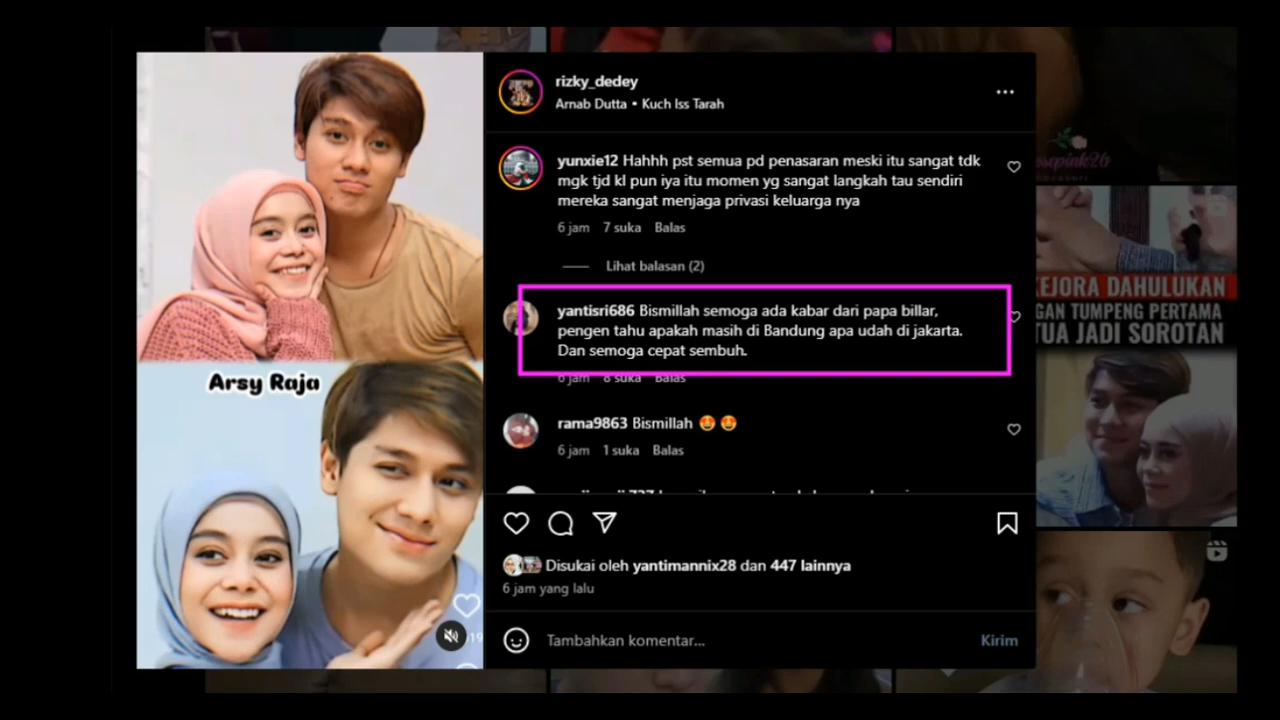 rizky_dedey
Arnab Dutta • Kuch Iss Tarah
yunxie12 Hahhh pst semua pd penasaran meski itu sangat tdk
mgk tjd kl pun iya itu momen yg sangat langkah tau sendiri
mereka sangat menjaga privasi keluarga nya
6 jam 7 suka Balas
Lihat balasan (2)
yantisri686 Bismillah semoga ada kabar dari papa billar,
pengen tahu apakah masih di Bandung apa udah di jakarta.
Dan semoga cepat sembuh.
6 jam 8 suka Balas
rama9863 Bismillah 😍 😍
6 jam 1 suka Balas
Disukai oleh yantimannix28 dan 447 lainnya
6 jam yang lalu
Tambahkan komentar...
Kirim
Arsy Raja
EJORA DAHULUKAN
GAN TUMPENG PERTAMA
TUA JADI SOROTAN